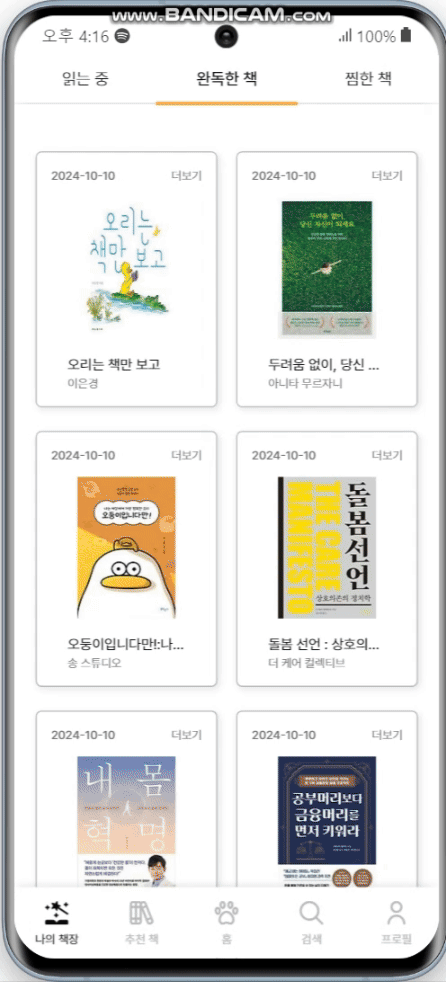 www.BANDICAM.com
오후 4:16
100%
읽는 중
완독한 책
찜한 책
2024-10-10
더보기
2024-10-10
더보기
오리는
책만 보고
두려움 없이,
당신 자신이 되세요
오리는 책만 보고
이은경
두려움 없이, 당신 ...
아니타 무르자니
2024-10-10
더보기
2024-10-10
더보기
오둥이입니다만!
THE CARE
MANIFESTO
돌봄선언
상호의존의 정치학
오둥이입니다만!:나...
송 스튜디오
돌봄 선언 : 상호의...
더 케어 컬렉티브
2024-10-10
더보기
2024-10-10
더보기
내 몸
혁명
공부머리보다
금융머리를
먼저 키워라
나의 책장
추천 책
홈
검색
프로필